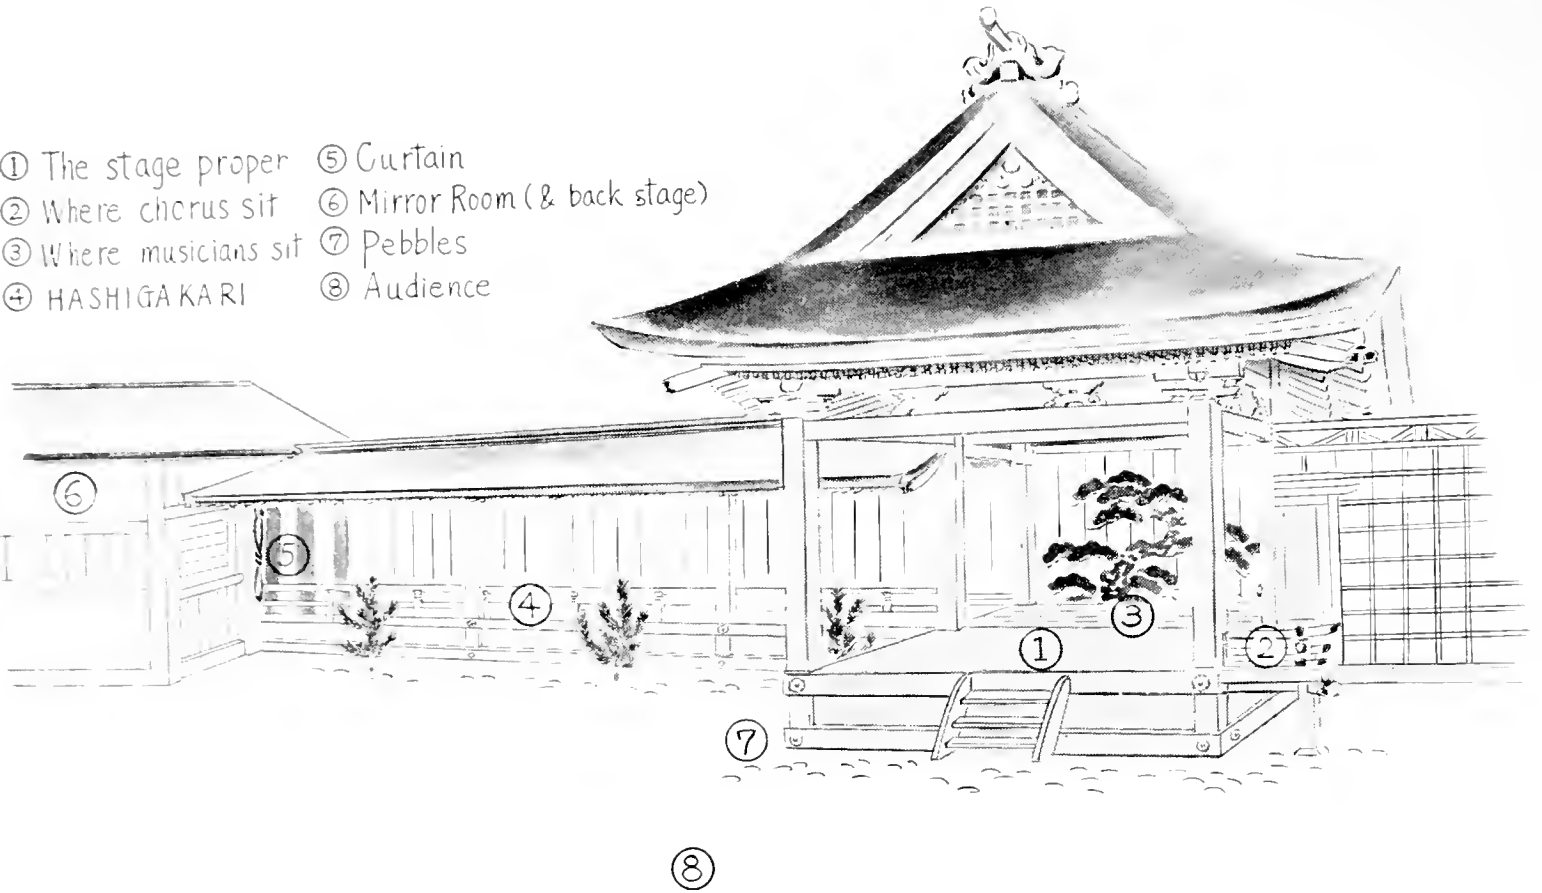 ① The stage proper
② Where chorus sit
③ Where musicians sit
④ HASHIGAKARI
⑤ Curtain
⑥ Mirror Room (& back stage)
⑦ Pebbles
⑧ Audience
⑥
⑤
④
③
①
②
⑦
⑧